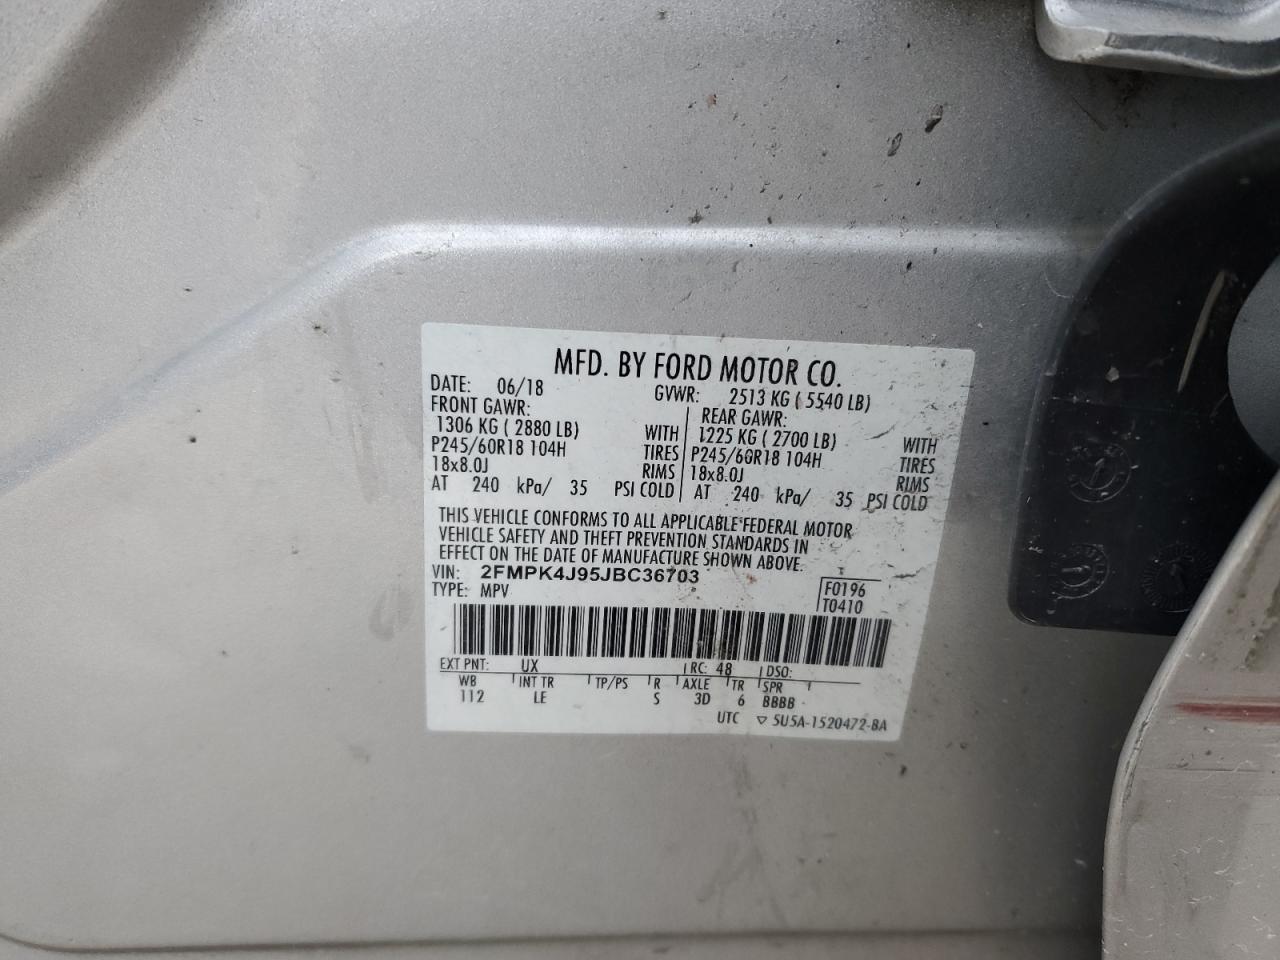 MFD. BY FORD MOTOR CO.
DATE: 06/18 GVWR: 2513 KG ( 5540 LB)
FRONT GAWR: REAR GAWR:
1306 KG ( 2880 LB) WITH 1225 KG ( 2700 LB) WITH
P245/60R18 104H TIRES P245/60R18 104H TIRES
18x8.0J RIMS 18x8.0J RIMS
AT 240 kPa/ 35 PSI COLD AT 240 kPa/ 35 PSI COLD
THIS VEHICLE CONFORMS TO ALL APPLICABLE FEDERAL MOTOR
VEHICLE SAFETY AND THEFT PREVENTION STANDARDS IN
EFFECT ON THE DATE OF MANUFACTURE SHOWN ABOVE.
VIN: 2FMPK4J95JBC36703
TYPE: MPV F0196
T0410
EXT PNT: UX RC: 48 DSO:
WB INT TR TP/PS R AXLE TR SPR
112 LE S 3D 6 BBBB
UTC ▽ 5U5A-1520472-BA